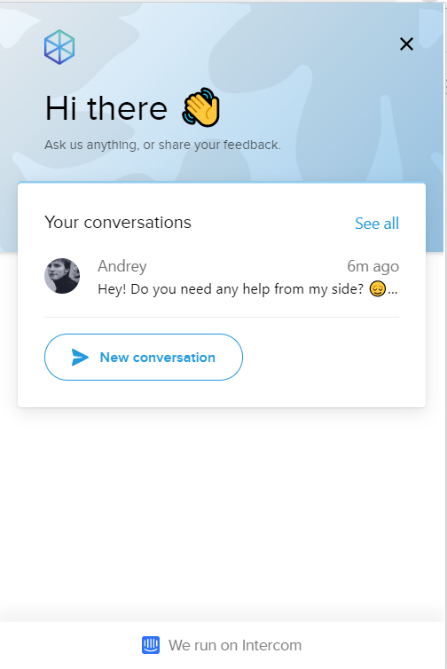 Hi there 👋
Ask us anything, or share your feedback.
Your conversations See all
Andrey 6m ago
Hey! Do you need any help from my side? 😌...
New conversation
We run on Intercom